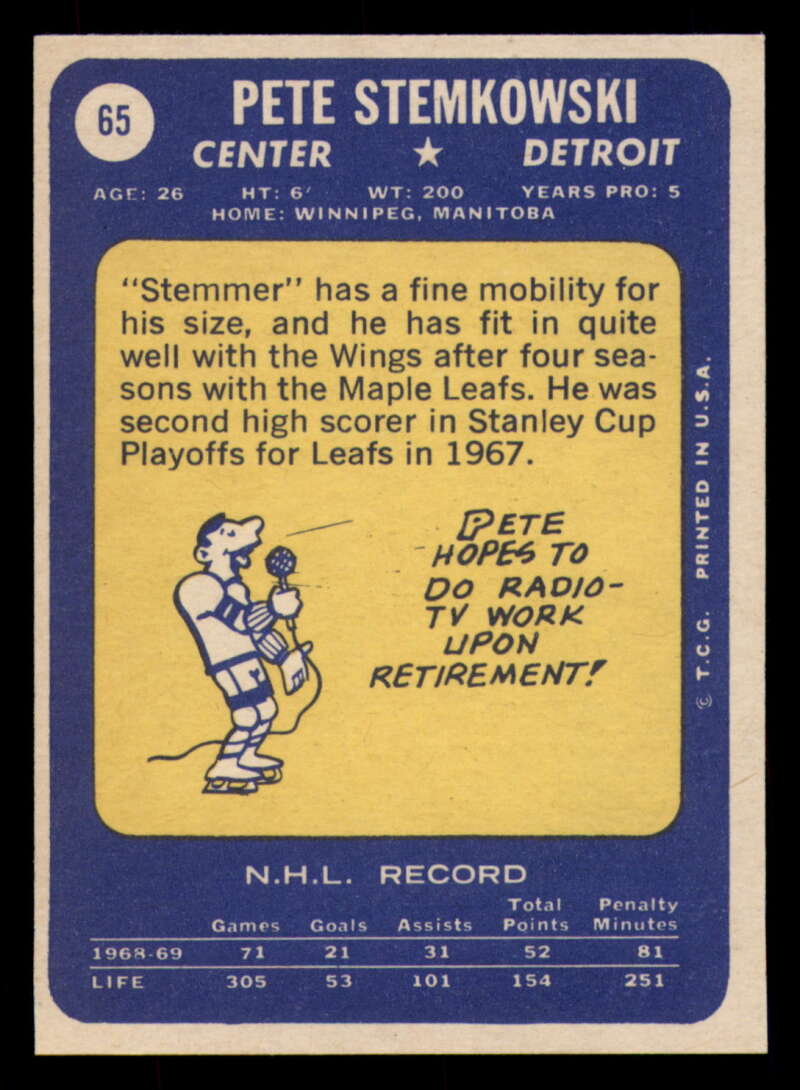 65
PETE STEMKOWSKI
CENTER ★ DETROIT
AGE: 26 HT: 6′ WT: 200 YEARS PRO: 5
HOME: WINNIPEG, MANITOBA
"Stemmer" has a fine mobility for
his size, and he has fit in quite
well with the Wings after four sea-
sons with the Maple Leafs. He was
second high scorer in Stanley Cup
Playoffs for Leafs in 1967.
PETE
HOPES TO
DO RADIO-
TV WORK
UPON
RETIREMENT!
© T.C.G. PRINTED IN U.S.A.
N.H.L. RECORD
Games Goals Assists Total Points Penalty Minutes
1968-69 71 21 31 52 81
LIFE 305 53 101 154 251